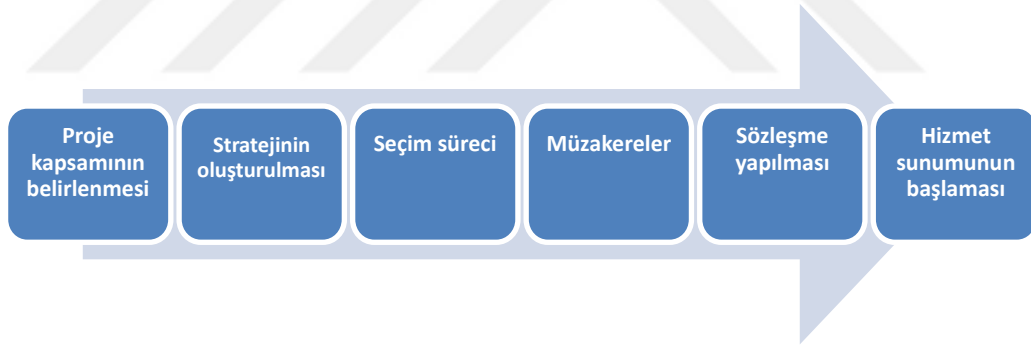 Proje
kapsamının
belirlenmesi
Stratejinin
oluşturulması
Seçim süreci
Müzakereler
Sözleşme
yapılması
Hizmet
sunumunun
başlaması